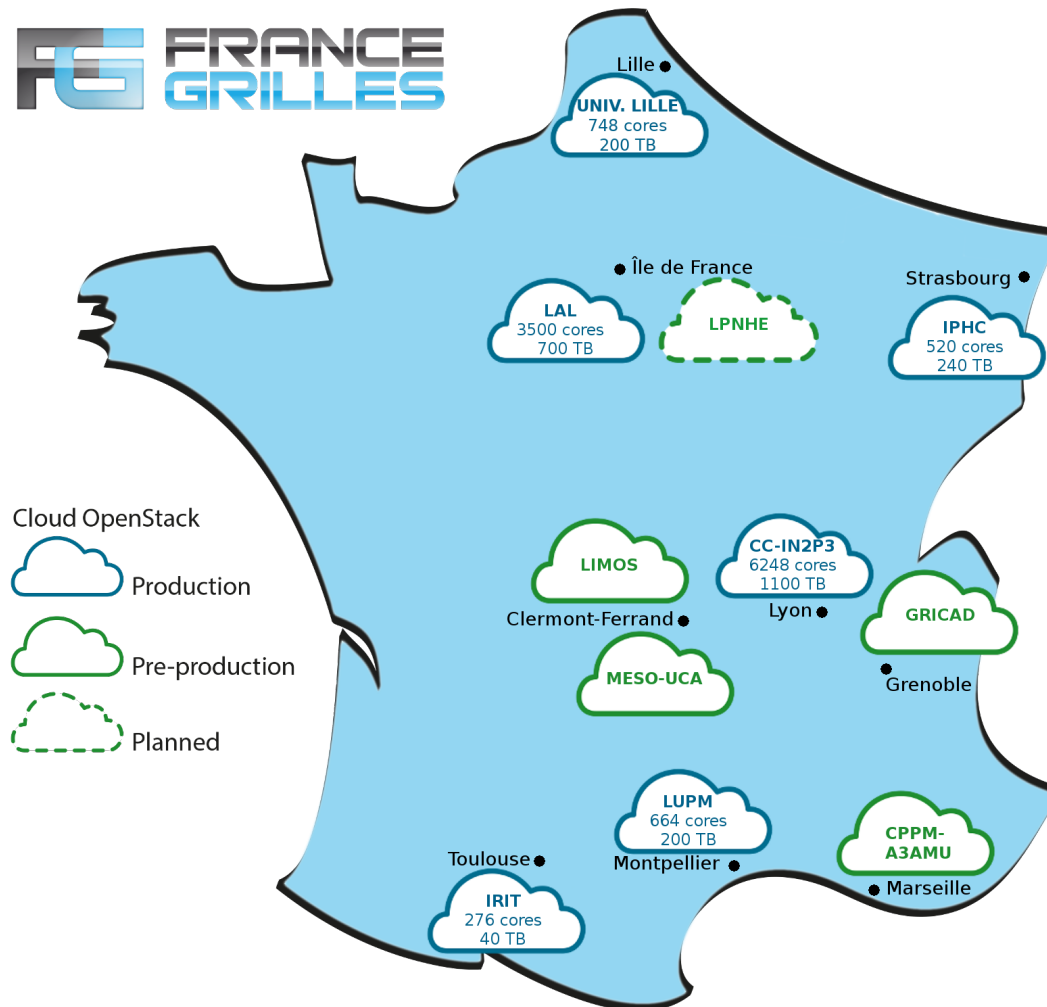 FG FRANCE
GRILLES
Lille
UNIV. LILLE
748 cores
200 TB
Île de France
Strasbourg
LAL
3500 cores
700 TB
LPNHE
IPHC
520 cores
240 TB
Cloud OpenStack
Production
Pre-production
Planned
LIMOS
Clermont-Ferrand
MESO-UCA
CC-IN2P3
6248 cores
1100 TB
Lyon
GRICAD
Grenoble
LUPM
664 cores
200 TB
Montpellier
CPPM-
A3AMU
Marseille
Toulouse
IRIT
276 cores
40 TB